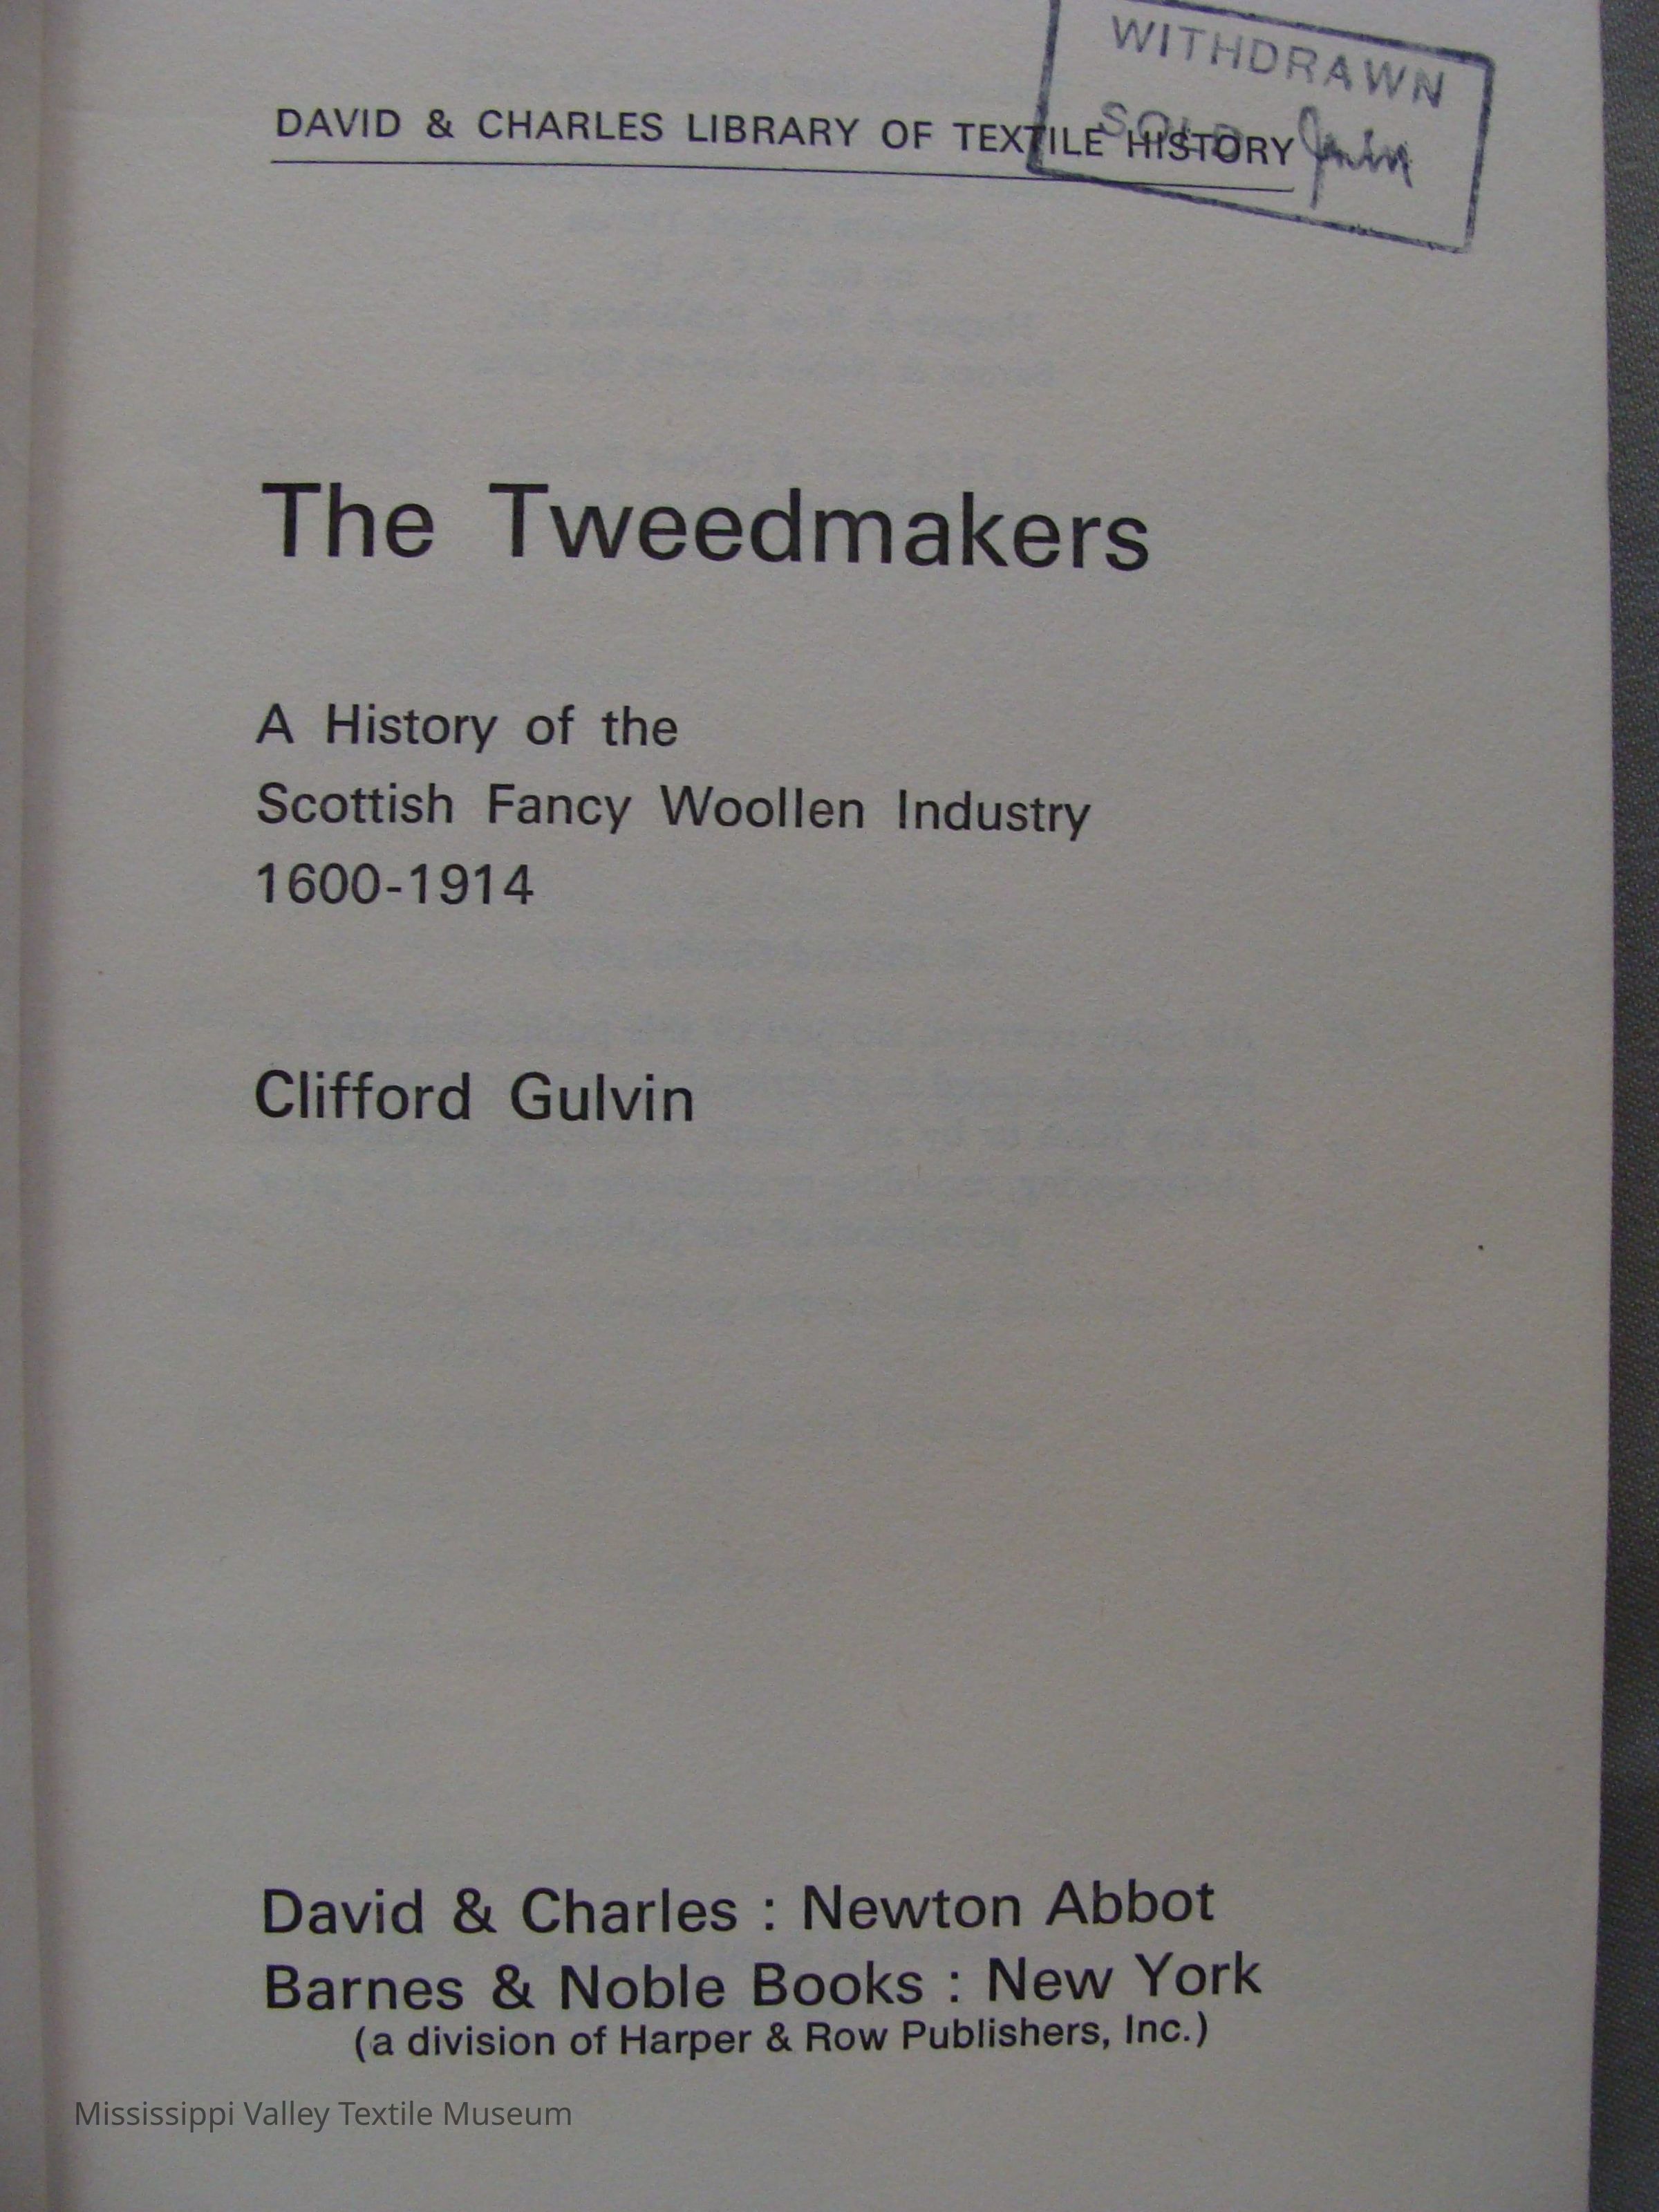 WITHDRAWN
SOLD
DAVID & CHARLES LIBRARY OF TEXTILE HISTORY
The Tweedmakers
A History of the
Scottish Fancy Woollen Industry
1600-1914
Clifford Gulvin
David & Charles : Newton Abbot
Barnes & Noble Books : New York
(a division of Harper & Row Publishers, Inc.)
Mississippi Valley Textile Museum